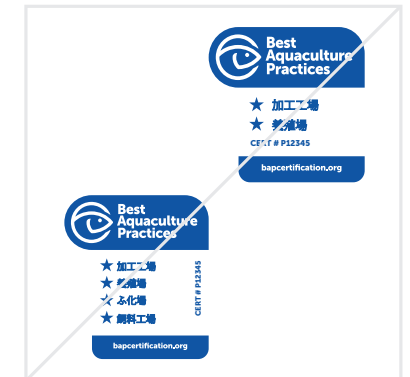 Best
Aquaculture
Practices
★ 加工工場
★ 養殖場
CERT # P12345
bapcertification.org
Best
Aquaculture
Practices
★ 加工工場
★ 養殖場
★ ふ化場
★ 飼料工場
CERT # P12345
bapcertification.org